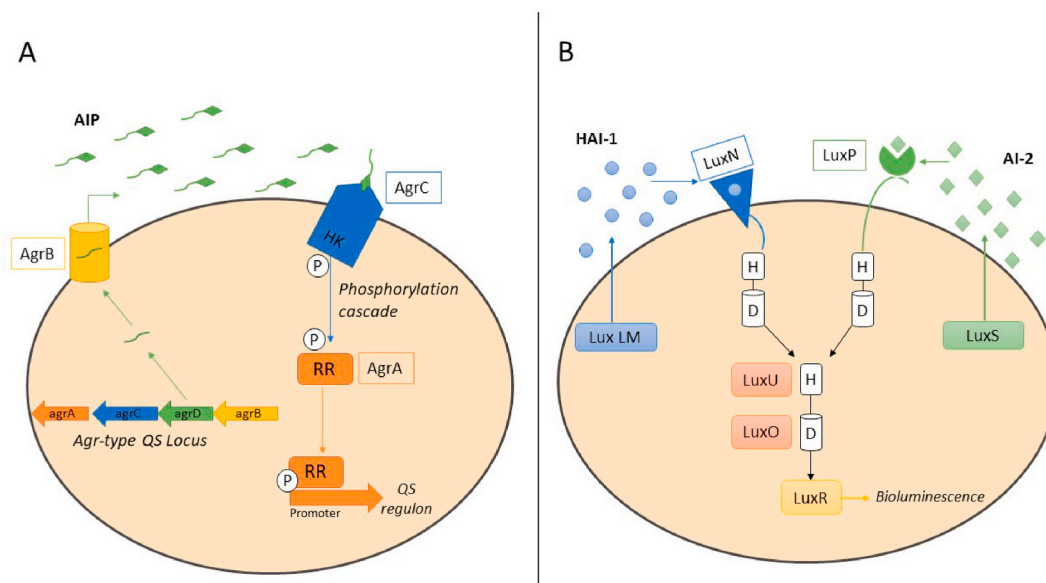 A
AIP
AgrC
HK
AgrB
P
Phosphorylation
cascade
P
RR
AgrA
agrA
agrC
agrD
agrB
Agr-type QS Locus
RR
P
Promoter
QS
regulon
B
HAI-1
LuxN
LuxP
AI-2
H
H
D
D
Lux LM
LuxS
LuxU
H
LuxO
D
LuxR
Bioluminescence